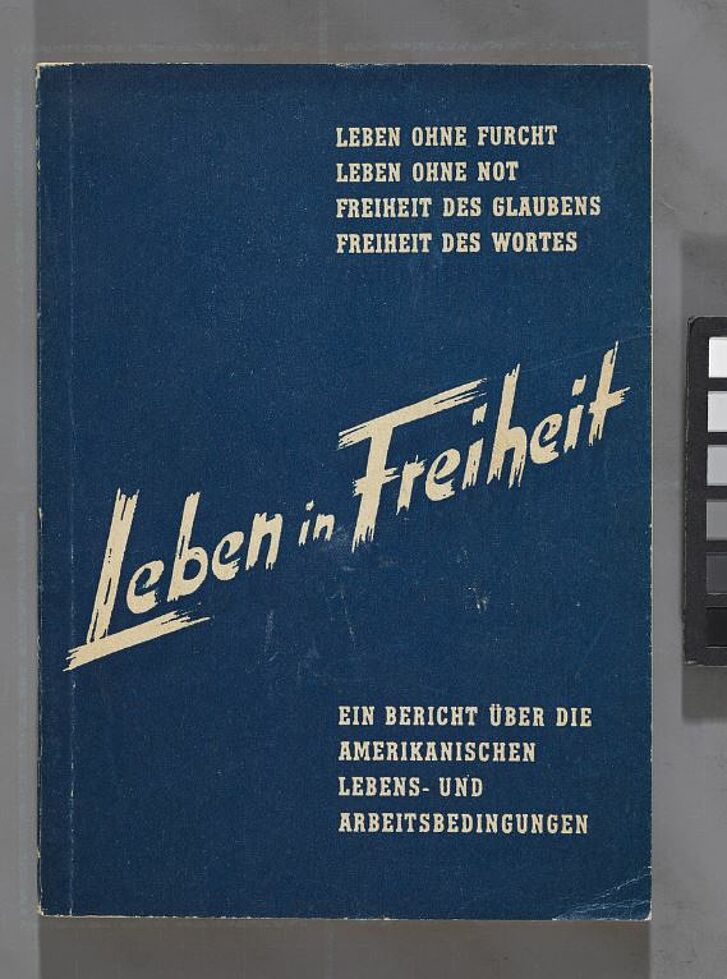 LEBEN OHNE FURCHT
LEBEN OHNE NOT
FREIHEIT DES GLAUBENS
FREIHEIT DES WORTES
Leben in Freiheit
EIN BERICHT ÜBER DIE
AMERIKANISCHEN
LEBENS- UND
ARBEITSBEDINGUNGEN